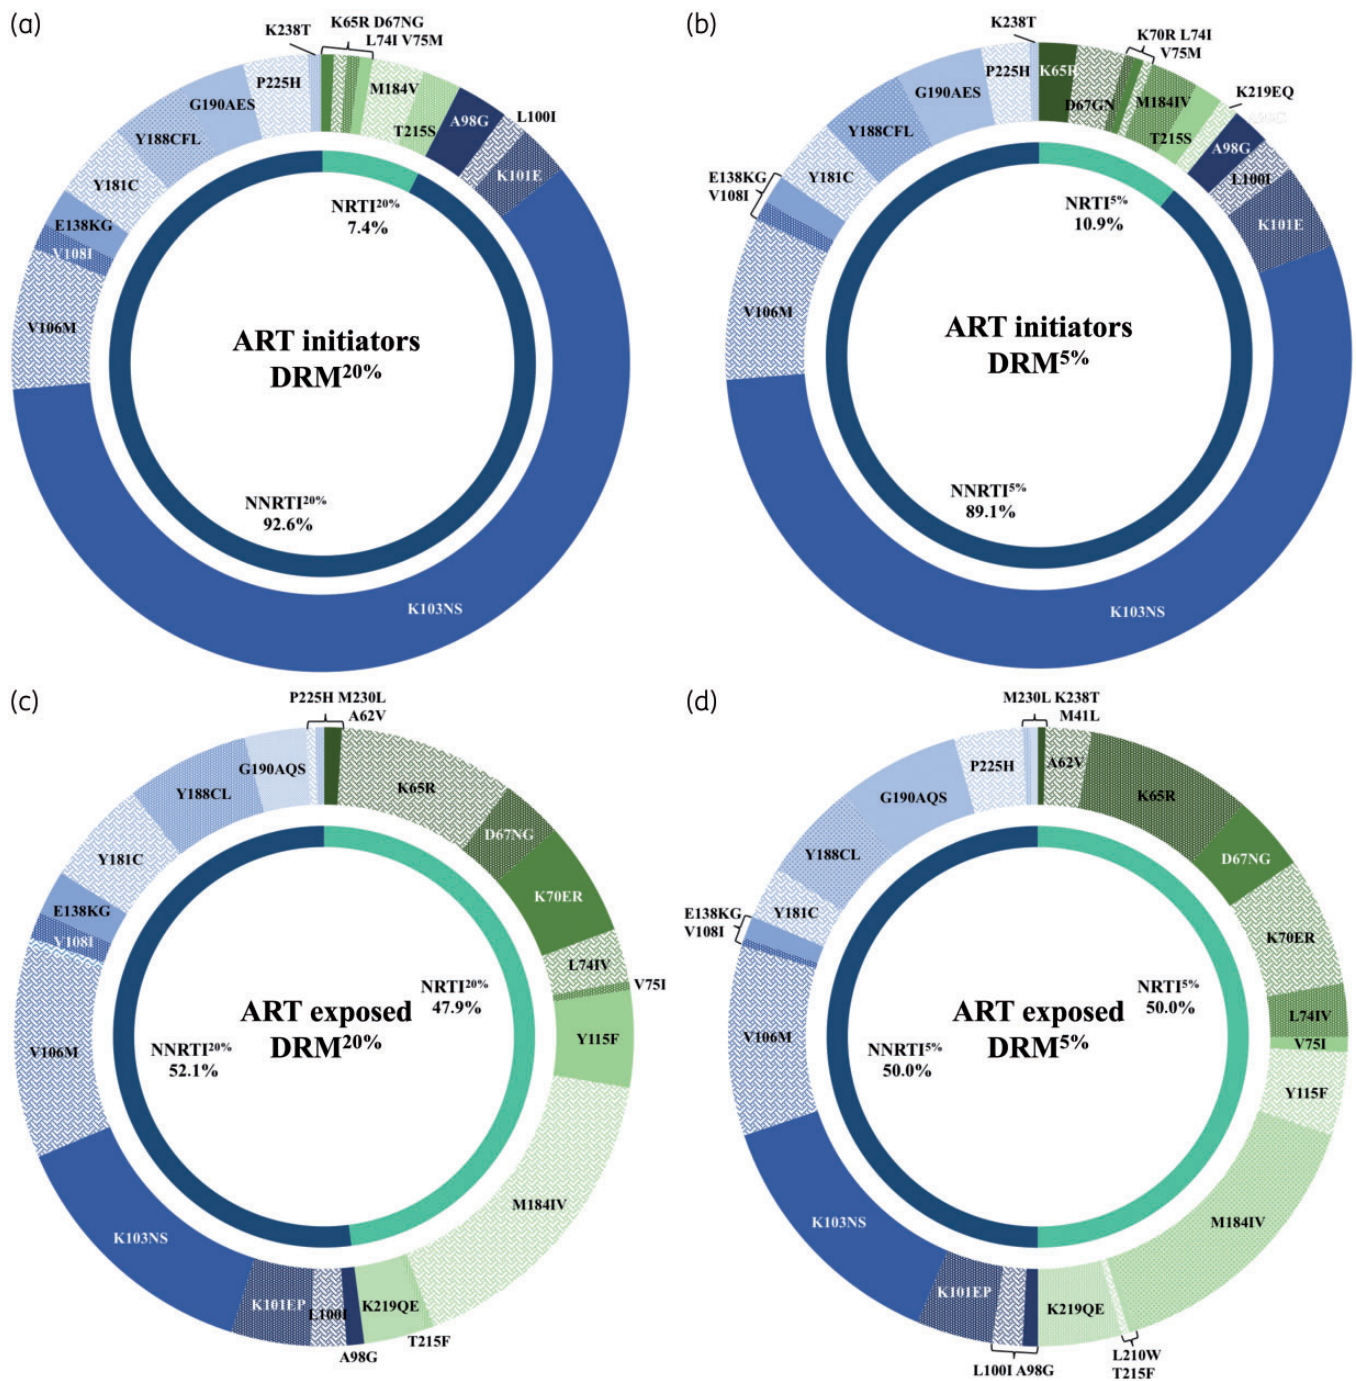 (a)
K238T
K65R D67NG
L74I V75M
P225H
M184V
G190AES
T215S
A98G
L100I
Y188CFL
K101E
Y181C
NRTI20%
7.4%
E138KG
V108I
V106M
ART initiators
DRM20%
NNRTI20%
92.6%
K103NS
(b)
K238T
K70R L74I
V75M
P225H
K65R
K219EQ
G190AES
D67GN
M184IV
T215S
A98G
Y188CFL
L100I
E138KG
V108I
Y181C
K101E
NRTI5%
10.9%
V106M
ART initiators
DRM5%
NNRTI5%
89.1%
K103NS
(c)
P225H M230L
A62V
G190AQS
K65R
Y188CL
D67NG
Y181C
K70ER
E138KG
V108I
L74IV
V75I
NRTI20%
47.9%
ART exposed
DRM20%
Y115F
V106M
NNRTI20%
52.1%
M184IV
K103NS
K101EP
L100I
K219QE
T215F
A98G
(d)
M230L K238T
M41L
P225H
A62V
G190AQS
K65R
Y188CL
D67NG
E138KG
V108I
Y181C
K70ER
NRTI5%
50.0%
L74IV
V75I
ART exposed
DRM5%
V106M
NNRTI5%
50.0%
Y115F
M184IV
K103NS
K101EP
K219QE
L100I A98G
L210W
T215F